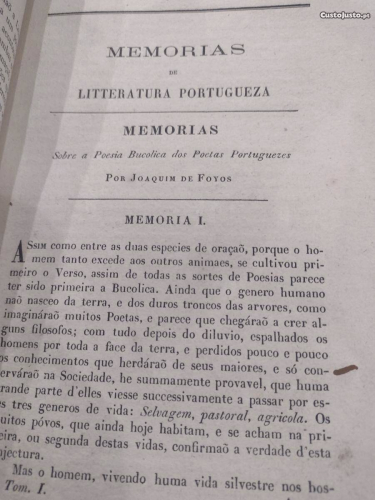 CustoJusto.pt
MEMORIAS
DE
LITTERATURA PORTUGUEZA
MEMORIAS
Sobre a Poesia Bucolica dos Poetas Portuguezes
POR JOAQUIM DE FOYOS
MEMORIA I.
ASSIM como entre as duas especies de oraçaõ, porque o ho-
mem tanto excede aos outros animaes, se cultivou pri-
meiro o Verso, assim de todas as sortes de Poesias parece
ter sido primeira a Bucolica. Ainda que o genero humano
naõ nasceo da terra, e dos duros troncos das arvores, como
imagináraõ muitos Poetas, e parece que chegáraõ a crer al-
guns filosofos; com tudo depois do diluvio, espalhados os
homens por toda a face da terra, e perdidos pouco e pouco
os conhecimentos que herdáraõ de seus maiores, e só con-
serváraõ na Sociedade, he summamente provavel, que huma
grande parte d'elles viesse successivamente a passar por es-
es tres generos de vida: Selvagem, pastoral, agricola. Os
muitos póvos, que ainda hoje habitam, e se acham na pri-
eira, ou segunda destas vidas, confirmaõ a verdade d'esta
jectura.
Mas o homem, vivendo huma vida silvestre nos bos-
Tom. I.